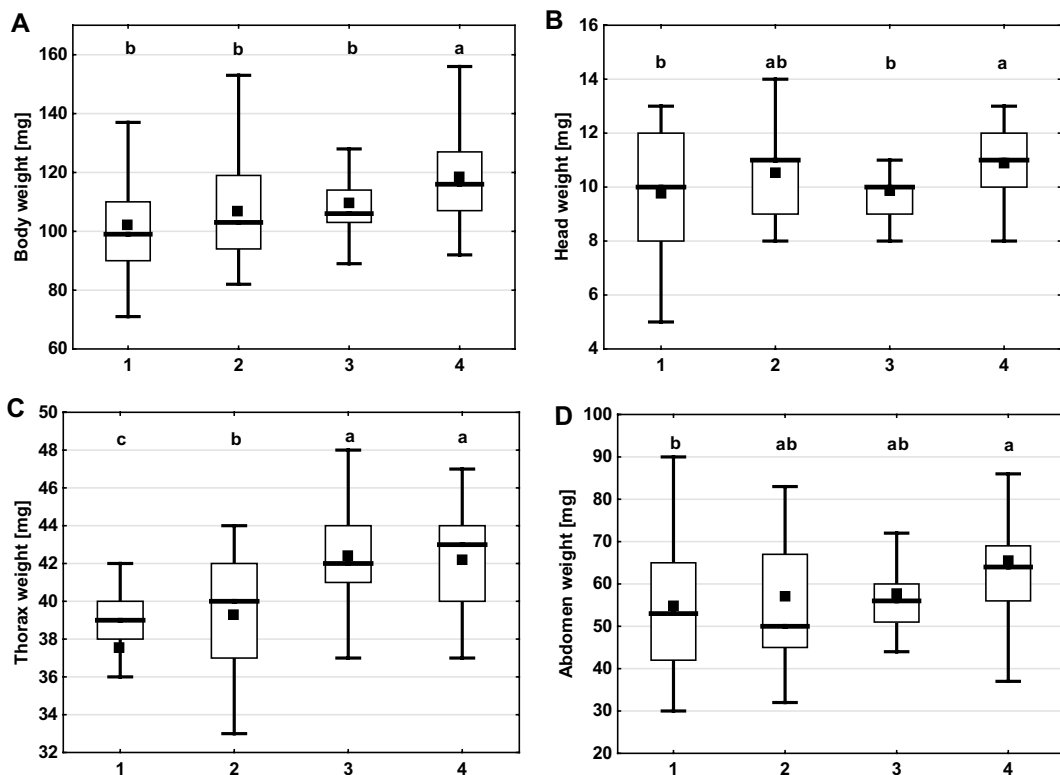 A
Body weight [mg]
160
140
120
100
80
60
b b b a
1 2 3 4
B
Head weight [mg]
16
14
12
10
8
6
4
b ab b a
1 2 3 4
C
Thorax weight [mg]
50
48
46
44
42
40
38
36
34
32
c b a a
1 2 3 4
D
Abdomen weight [mg]
100
90
80
70
60
50
40
30
20
b ab ab a
1 2 3 4